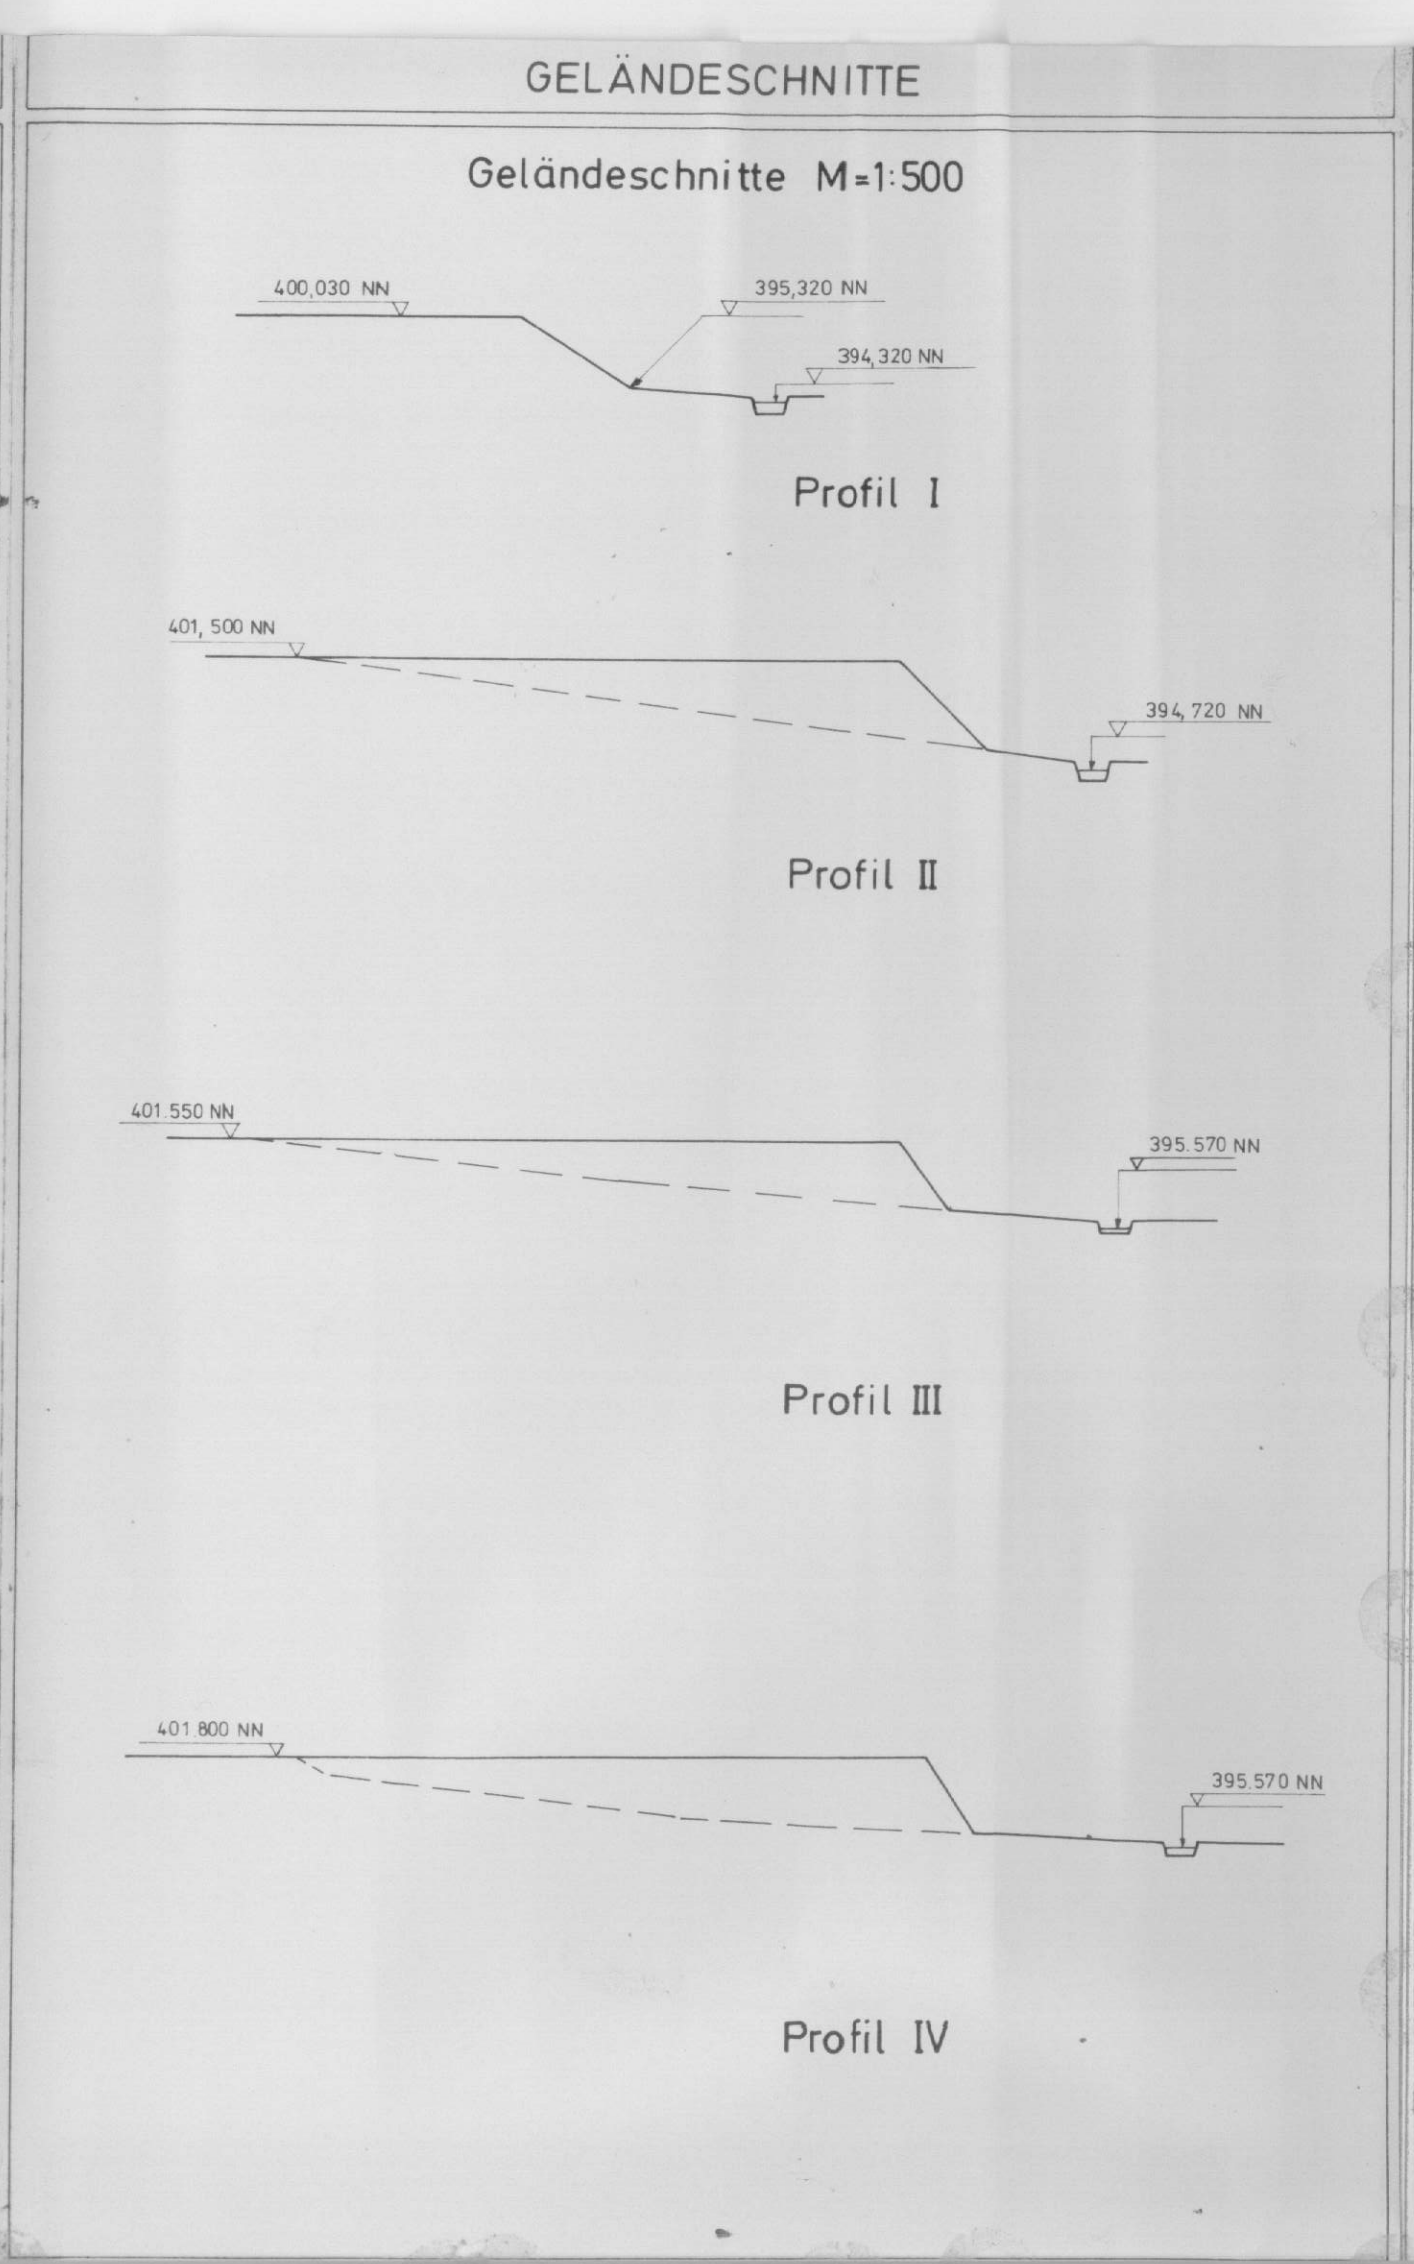 GELÄNDESCHNITTE
Geländeschnitte M=1:500
400,030 NN
395,320 NN
394,320 NN
Profil I
401,500 NN
394,720 NN
Profil II
401.550 NN
395.570 NN
Profil III
401.800 NN
395.570 NN
Profil IV